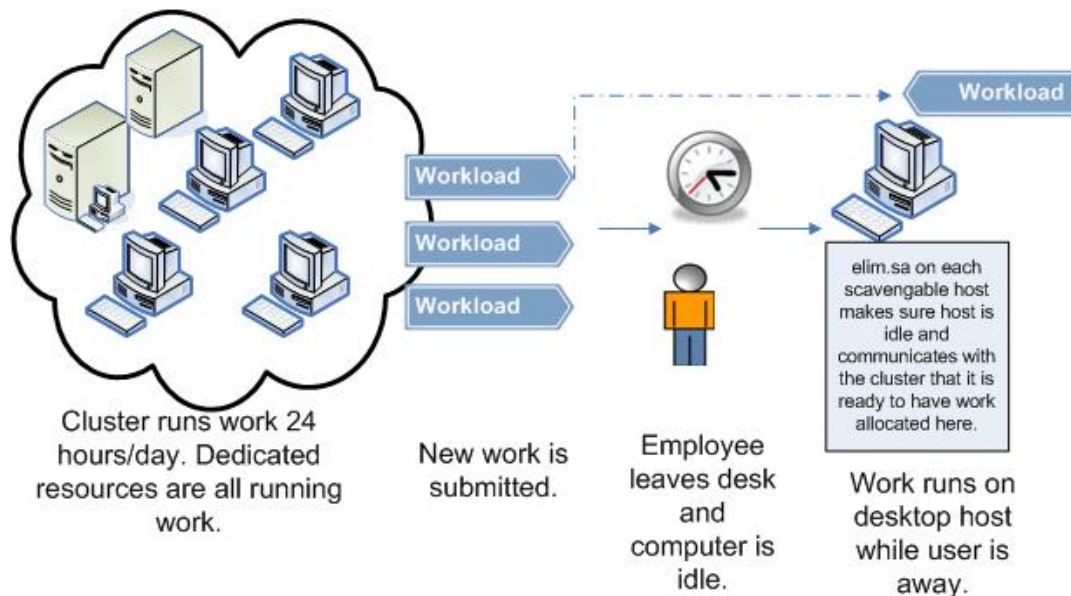 Workload
Workload
Workload
Workload
elim.sa on each
scavengable host
makes sure host is
idle and
communicates with
the cluster that it is
ready to have work
allocated here.
Cluster runs work 24
hours/day. Dedicated
resources are all running
work.
New work is
submitted.
Employee
leaves desk
and
computer is
idle.
Work runs on
desktop host
while user is
away.